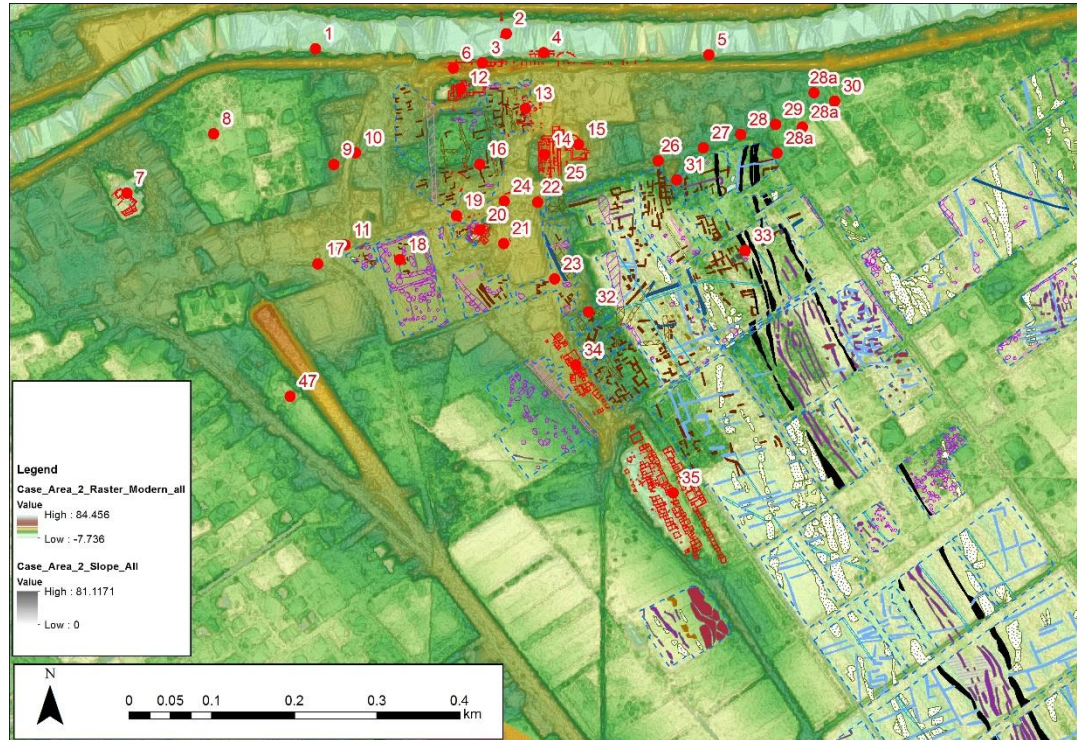 2
1
3
4
5
6
12
28a
30
13
29
28a
8
28
27
15
28a
10
14
26
9
16
25
31
7
24
22
19
20
11
21
33
17
18
23
32
34
47
35
Legend
Case_Area_2_Raster_Modern_all
Value
High : 84.456
Low : -7.736
Case_Area_2_Slope_All
Value
High : 81.1171
Low : 0
N
0 0.05 0.1 0.2 0.3 0.4
km